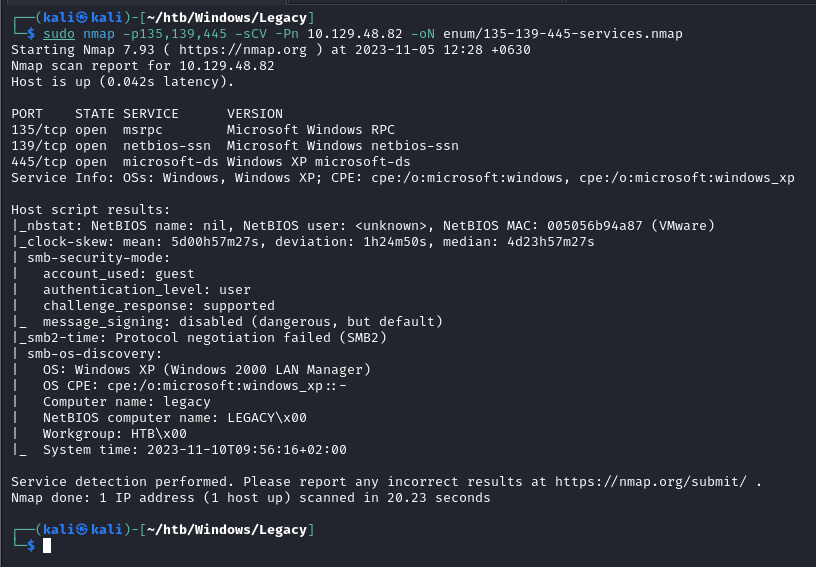 ┌──(kali㉿kali)-[~/htb/Windows/Legacy]
└─$ sudo nmap -p135,139,445 -sCV -Pn 10.129.48.82 -oN enum/135-139-445-services.nmap
Starting Nmap 7.93 ( https://nmap.org ) at 2023-11-05 12:28 +0630
Nmap scan report for 10.129.48.82
Host is up (0.042s latency).

PORT    STATE SERVICE      VERSION
135/tcp open  msrpc        Microsoft Windows RPC
139/tcp open  netbios-ssn  Microsoft Windows netbios-ssn
445/tcp open  microsoft-ds Windows XP microsoft-ds
Service Info: OSs: Windows, Windows XP; CPE: cpe:/o:microsoft:windows, cpe:/o:microsoft:windows_xp

Host script results:
|_nbstat: NetBIOS name: nil, NetBIOS user: <unknown>, NetBIOS MAC: 005056b94a87 (VMware)
|_clock-skew: mean: 5d00h57m27s, deviation: 1h24m50s, median: 4d23h57m27s
| smb-security-mode:
|   account_used: guest
|   authentication_level: user
|   challenge_response: supported
|_  message_signing: disabled (dangerous, but default)
|_smb2-time: Protocol negotiation failed (SMB2)
| smb-os-discovery:
|   OS: Windows XP (Windows 2000 LAN Manager)
|   OS CPE: cpe:/o:microsoft:windows_xp::-
|   Computer name: legacy
|   NetBIOS computer name: LEGACY\x00
|   Workgroup: HTB\x00
|_  System time: 2023-11-10T09:56:16+02:00

Service detection performed. Please report any incorrect results at https://nmap.org/submit/ .
Nmap done: 1 IP address (1 host up) scanned in 20.23 seconds

┌──(kali㉿kali)-[~/htb/Windows/Legacy]
└─$